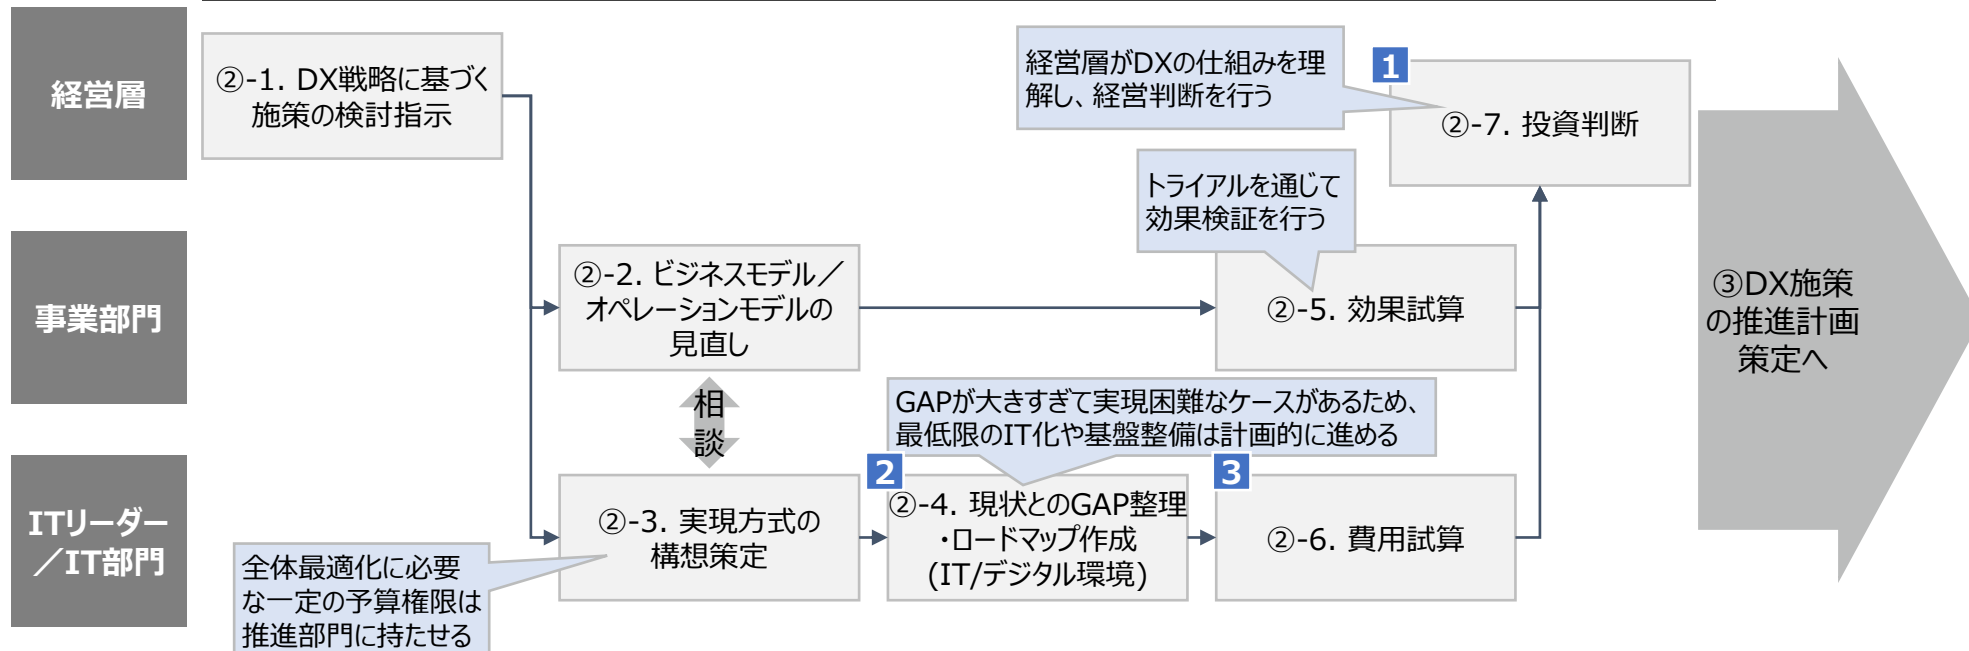 経営層
②-1. DX戦略に基づく
施策の検討指示
経営層がDXの仕組みを理
解し、経営判断を行う
1
②-7. 投資判断
トライアルを通じて
効果検証を行う
事業部門
②-2. ビジネスモデル／
オペレーションモデルの
見直し
②-5. 効果試算
③DX施策
の推進計画
策定へ
相
談
GAPが大きすぎて実現困難なケースがあるため、
最低限のIT化や基盤整備は計画的に進める
ITリーダー
／IT部門
②-3. 実現方式の
構想策定
2
②-4. 現状とのGAP整理
・ロードマップ作成
(IT/デジタル環境)
3
②-6. 費用試算
全体最適化に必要
な一定の予算権限は
推進部門に持たせる